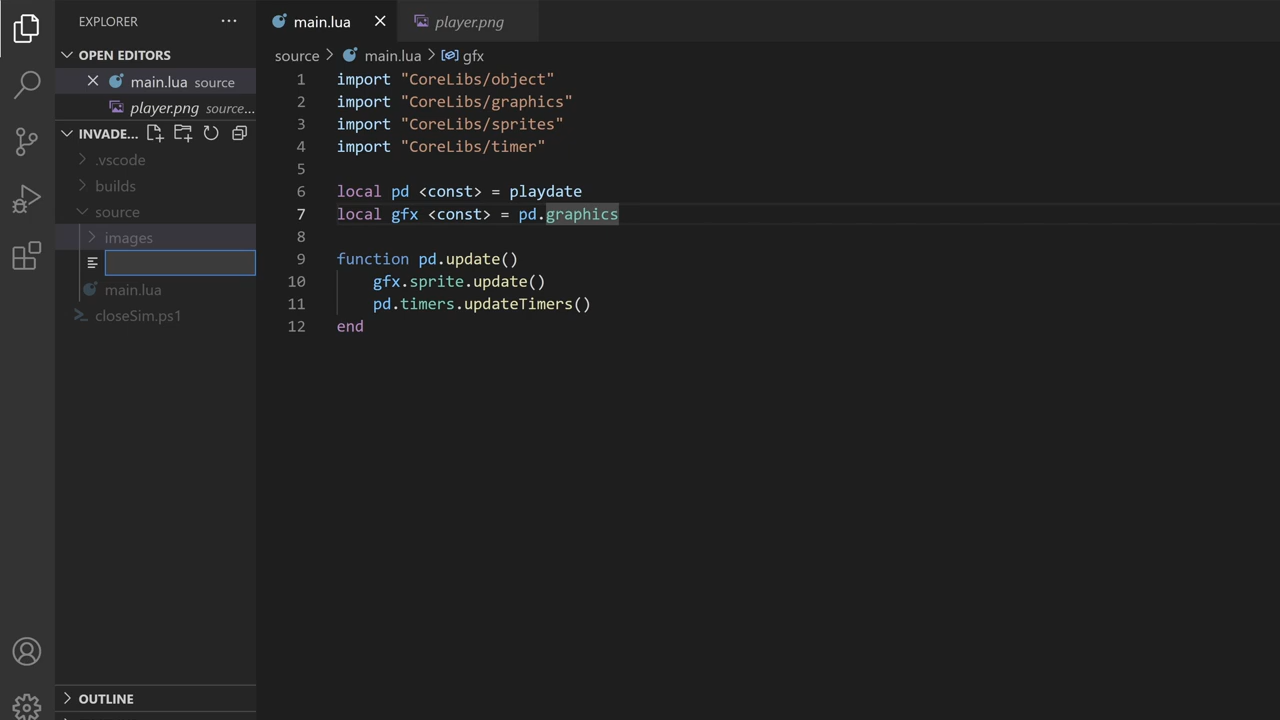 EXPLORER
OPEN EDITORS
main.lua source
player.png source...
INVADE...
.vscode
builds
source
images
main.lua
closeSim.ps1
OUTLINE
main.lua
player.png
source > main.lua > gfx
1 import "CoreLibs/object"
2 import "CoreLibs/graphics"
3 import "CoreLibs/sprites"
4 import "CoreLibs/timer"
5
6 local pd <const> = playdate
7 local gfx <const> = pd.graphics
8
9 function pd.update()
10 gfx.sprite.update()
11 pd.timers.updateTimers()
12 end